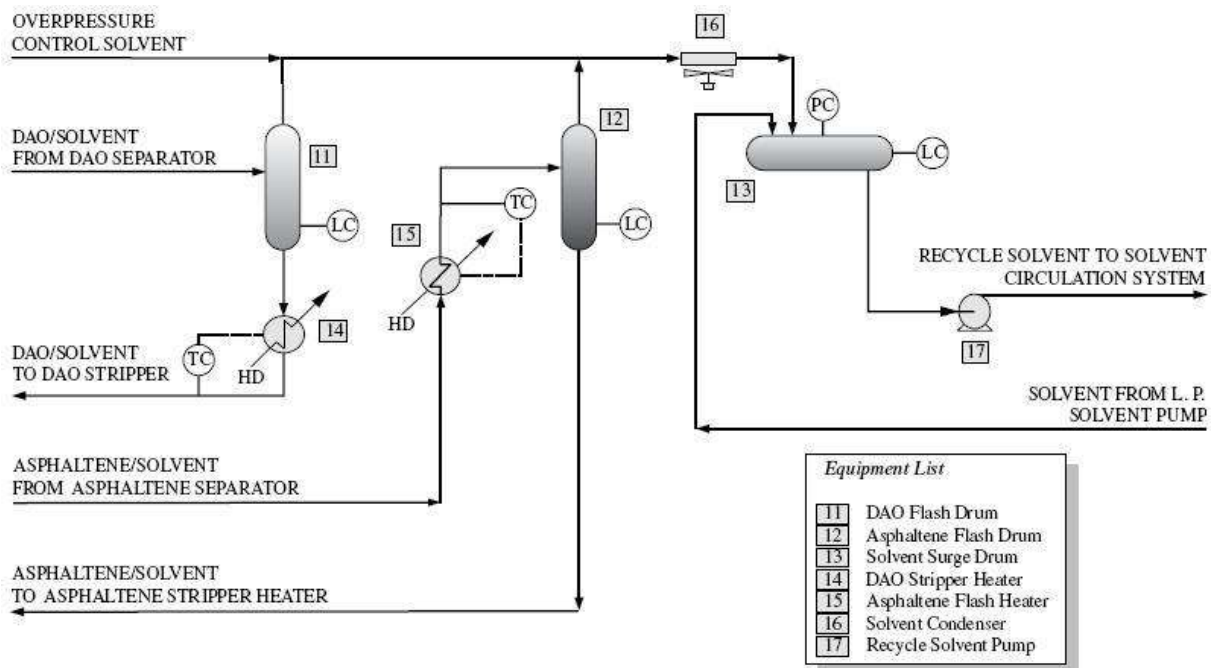 OVERPRESSURE
CONTROL SOLVENT
16
DAO/SOLVENT
FROM DAO SEPARATOR
11
12
PC
LC
13
LC
TC
LC
15
RECYCLE SOLVENT TO SOLVENT
CIRCULATION SYSTEM
HD
14
17
DAO/SOLVENT
TO DAO STRIPPER
TC
HD
SOLVENT FROM L. P.
SOLVENT PUMP
ASPHALTENE/SOLVENT
FROM ASPHALTENE SEPARATOR
ASPHALTENE/SOLVENT
TO ASPHALTENE STRIPPER HEATER
Equipment List
11 DAO Flash Drum
12 Asphaltene Flash Drum
13 Solvent Surge Drum
14 DAO Stripper Heater
15 Asphaltene Flash Heater
16 Solvent Condenser
17 Recycle Solvent Pump